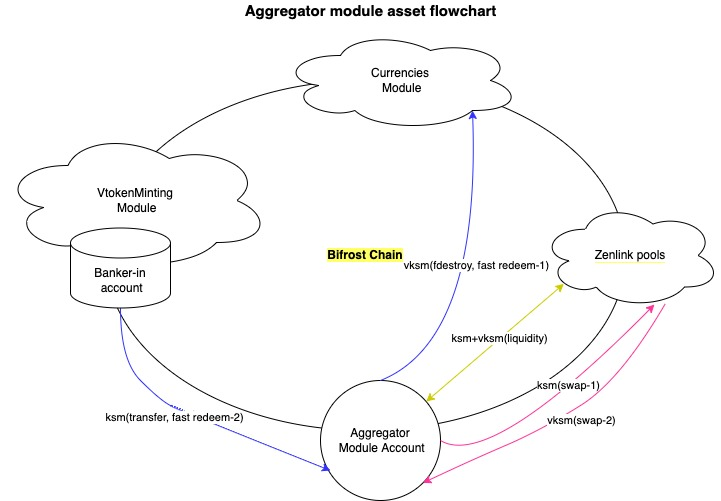 Aggregator module asset flowchart
Currencies
Module
VtokenMinting
Module
Banker-in
account
Bifrost Chain
vksm(fdestroy, fast redeem-1)
Zenlink pools
ksm+vksm(liquidity)
ksm(swap-1)
vksm(swap-2)
ksm(transfer, fast redeem-2)
Aggregator
Module Account